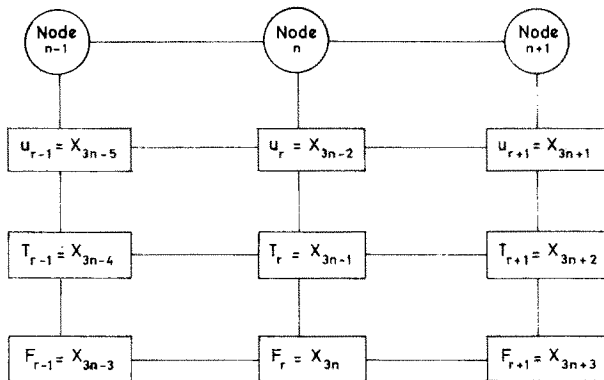 Node n-1
Node n
Node n+1
u_{r-1} = X_{3n-5}
u_r = X_{3n-2}
u_{r+1} = X_{3n+1}
T_{r-1} = X_{3n-4}
T_r = X_{3n-1}
T_{r+1} = X_{3n+2}
F_{r-1} = X_{3n-3}
F_r = X_{3n}
F_{r+1} = X_{3n+3}